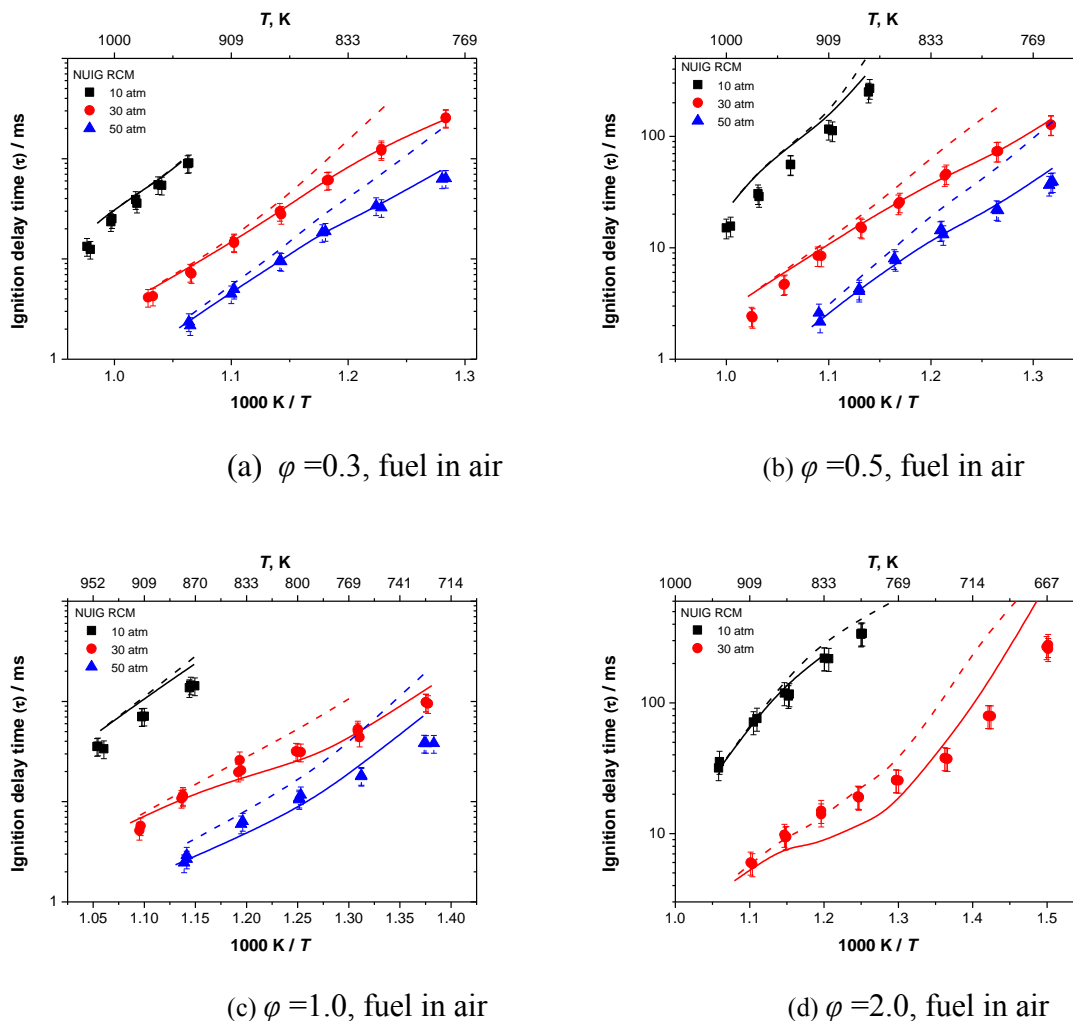 T, K
1000 909 833 769
NUIG RCM
10 atm
30 atm
50 atm
Ignition delay time (τ) / ms
1
1.0 1.1 1.2 1.3
1000 K / T
(a) φ =0.3, fuel in air
T, K
1000 909 833 769
NUIG RCM
10 atm
30 atm
50 atm
Ignition delay time (τ) / ms
100
10
1
1.0 1.1 1.2 1.3
1000 K / T
(b) φ =0.5, fuel in air
T, K
952 909 870 833 800 769 741 714
NUIG RCM
10 atm
30 atm
50 atm
Ignition delay time (τ) / ms
1
1.05 1.10 1.15 1.20 1.25 1.30 1.35 1.40
1000 K / T
(c) φ =1.0, fuel in air
T, K
1000 909 833 769 714 667
NUIG RCM
10 atm
30 atm
Ignition delay time (τ) / ms
100
10
1.0 1.1 1.2 1.3 1.4 1.5
1000 K / T
(d) φ =2.0, fuel in air